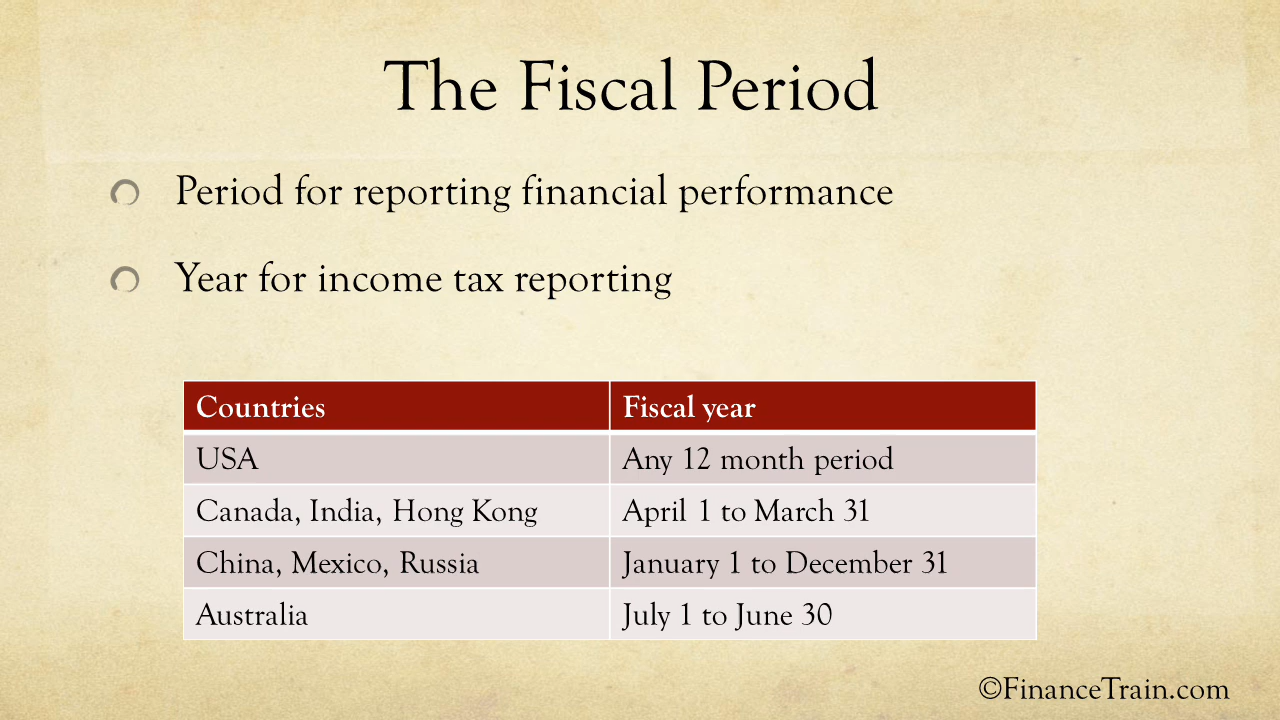 The Fiscal Period
Period for reporting financial performance
Year for income tax reporting
Countries Fiscal year
USA Any 12 month period
Canada, India, Hong Kong April 1 to March 31
China, Mexico, Russia January 1 to December 31
Australia July 1 to June 30
©FinanceTrain.com